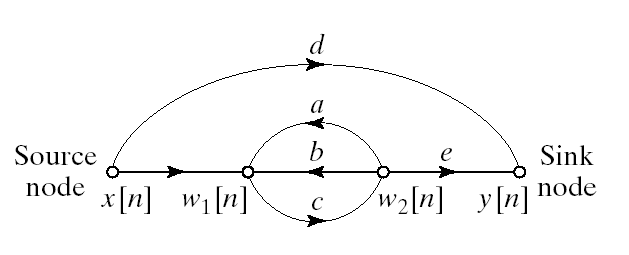 d
a
Source node
b
e
Sink node
x[n]
w₁[n]
c
w₂[n]
y[n]